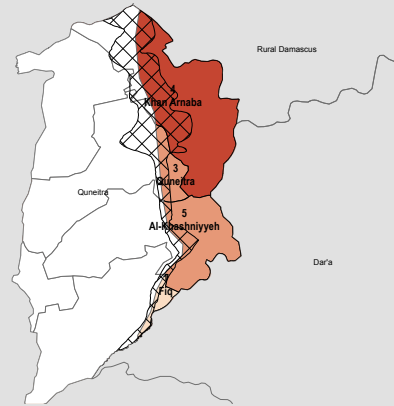 Rural Damascus
4
Khan Arnaba
3
Quneitra
Quneitra
5
Al-Khashniyyeh
Dar'a
Fiq